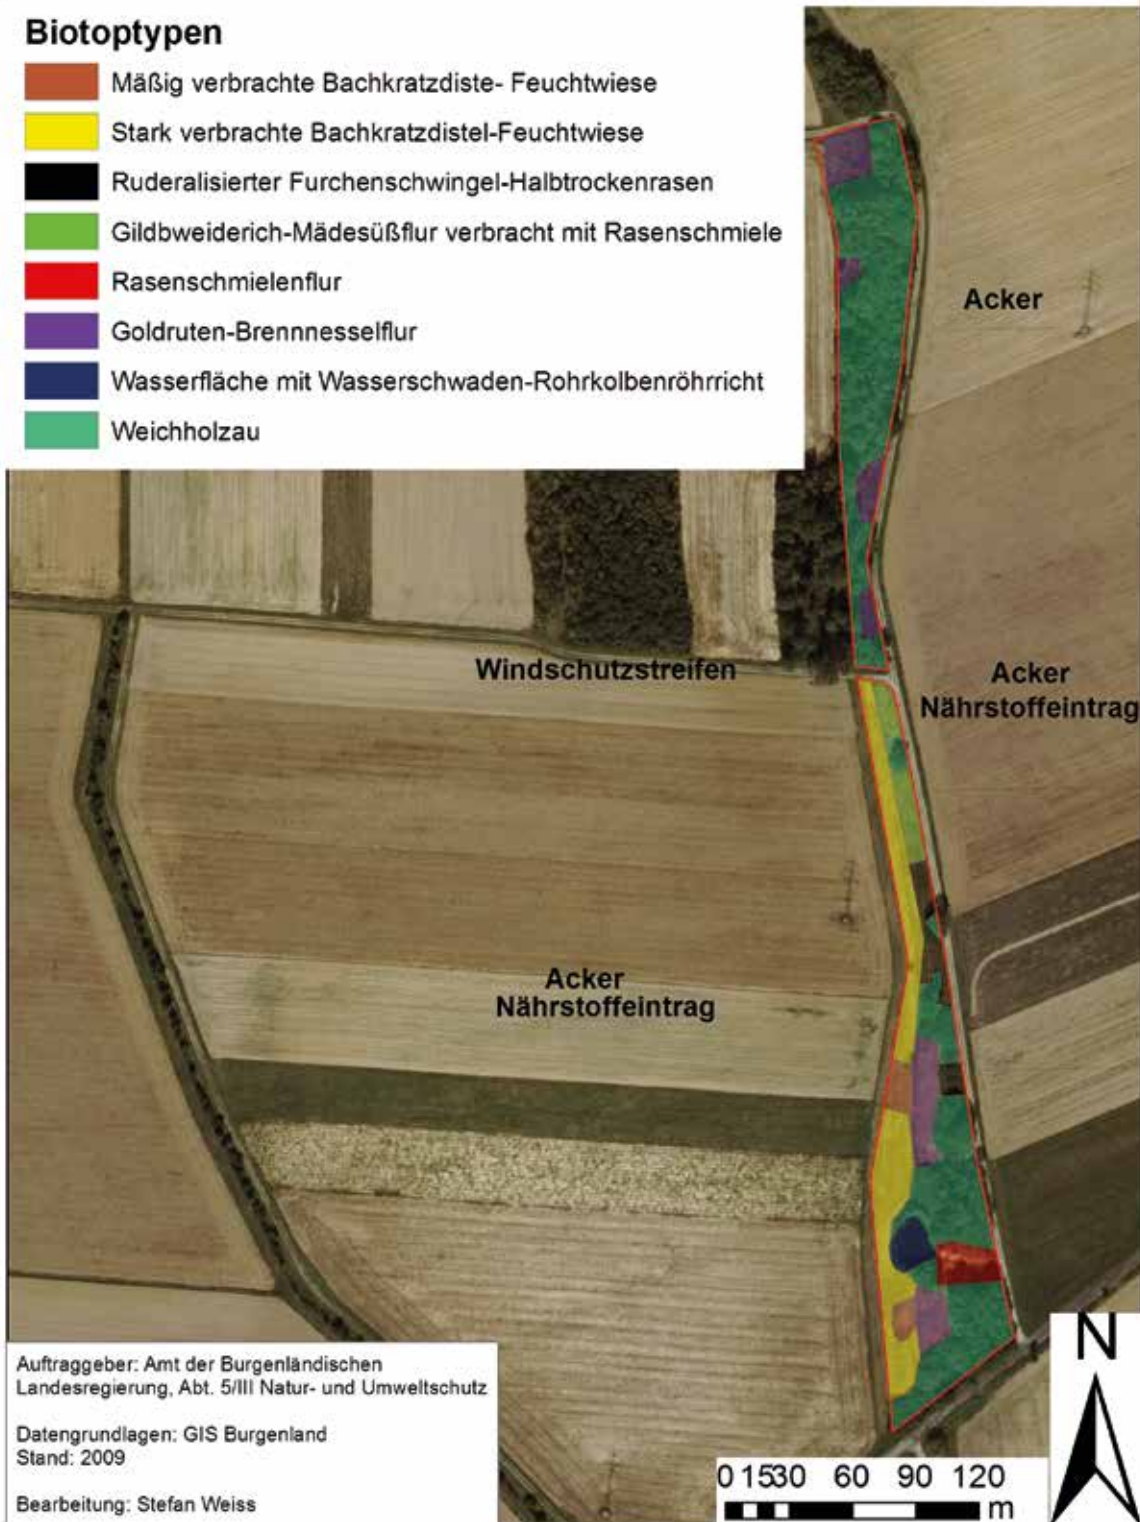 Biotoptypen
Mäßig verbrachte Bachkratzdiste- Feuchtwiese
Stark verbrachte Bachkratzdistel-Feuchtwiese
Ruderalisierter Furchenschwingel-Halbtrockenrasen
Gildbweiderich-Mädesüßflur verbracht mit Rasenschmiele
Rasenschmielenflur
Goldruten-Brennnesselflur
Wasserfläche mit Wasserschwaden-Rohrkolbenröhrricht
Weichholzau
Acker
Windschutzstreifen
Acker
Nährstoffeintrag
Acker
Nährstoffeintrag
Auftraggeber: Amt der Burgenländischen
Landesregierung, Abt. 5/III Natur- und Umweltschutz
Datengrundlagen: GIS Burgenland
Stand: 2009
Bearbeitung: Stefan Weiss
N
0 15 30 60 90 120
m